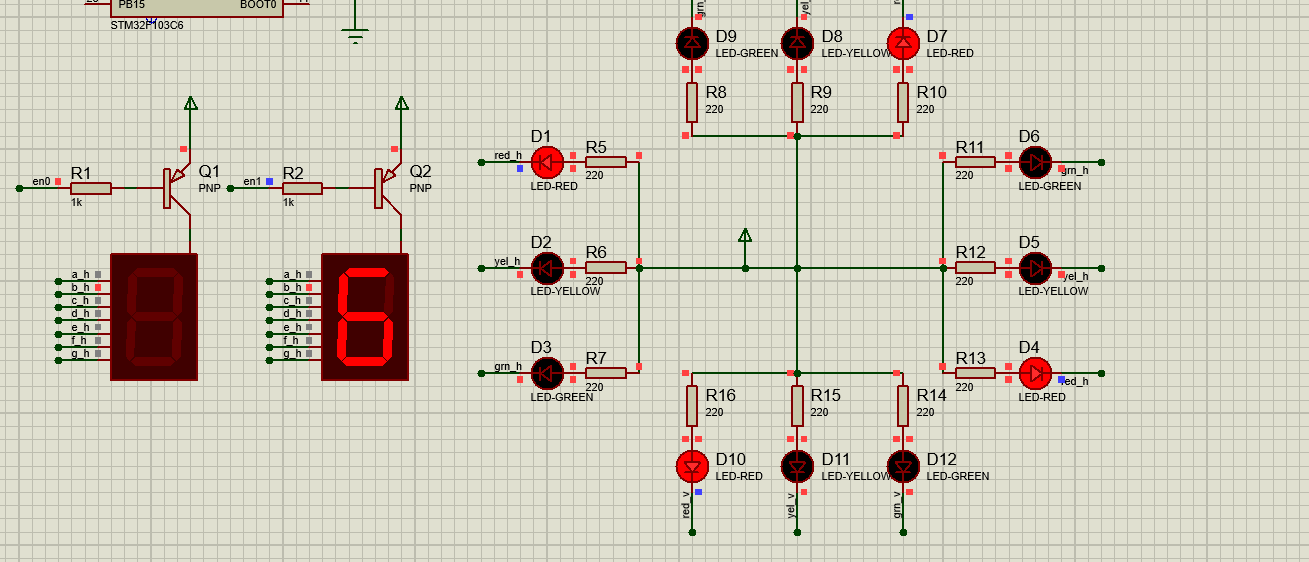 PB15
BOOT0
STM32F103C6
D9
LED-GREEN
D8
LED-YELLOW
D7
LED-RED
R8
220
R9
220
R10
220
en0
R1
1k
Q1
PNP
en1
R2
1k
Q2
PNP
red_h
D1
LED-RED
R5
220
R11
220
D6
LED-GREEN
grn_h
yel_h
D2
LED-YELLOW
R6
220
R12
220
D5
LED-YELLOW
yel_h
a_h
b_h
c_h
d_h
e_h
f_h
g_h
a_h
b_h
c_h
d_h
e_h
f_h
g_h
6
grn_h
D3
LED-GREEN
R7
220
R13
220
D4
LED-RED
red_h
R16
220
R15
220
R14
220
D10
LED-RED
D11
LED-YELLOW
D12
LED-GREEN
red_v
yel_v
grn_v